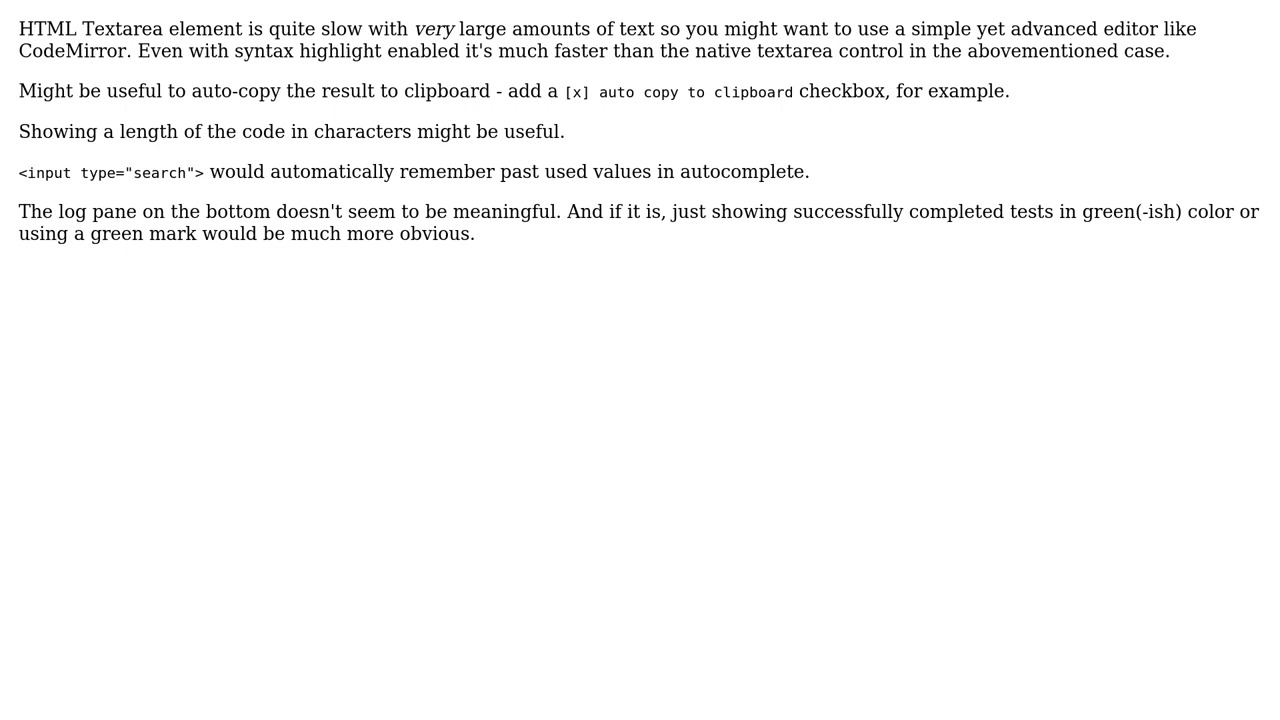 HTML Textarea element is quite slow with very large amounts of text so you might want to use a simple yet advanced editor like
CodeMirror. Even with syntax highlight enabled it's much faster than the native textarea control in the abovementioned case.
Might be useful to auto-copy the result to clipboard - add a [x] auto copy to clipboard checkbox, for example.
Showing a length of the code in characters might be useful.
<input type="search"> would automatically remember past used values in autocomplete.
The log pane on the bottom doesn't seem to be meaningful. And if it is, just showing successfully completed tests in green(-ish) color or
using a green mark would be much more obvious.